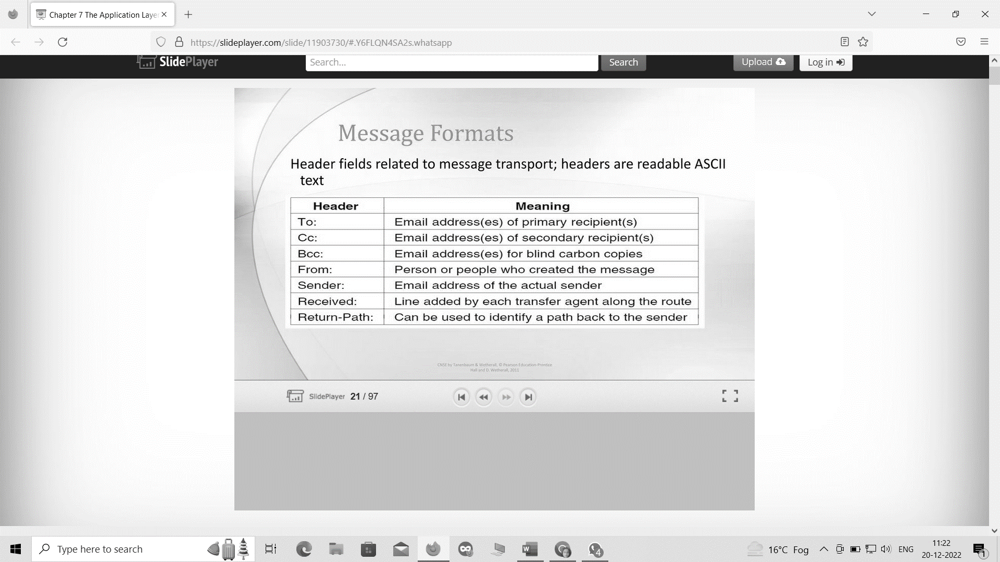 Chapter 7 The Application Layer
https://slideplayer.com/slide/11903730/#.Y6FLQN4SA2s.whatsapp
SlidePlayer
Search...
Search
Upload
Log in
Message Formats
Header fields related to message transport; headers are readable ASCII
text
Header Meaning
To: Email address(es) of primary recipient(s)
Cc: Email address(es) of secondary recipient(s)
Bcc: Email address(es) for blind carbon copies
From: Person or people who created the message
Sender: Email address of the actual sender
Received: Line added by each transfer agent along the route
Return-Path: Can be used to identify a path back to the sender
CNSE by Tanenbaum & Wetherall, © Pearson Education-Prentice
Hall and D. Wetherall, 2011
SlidePlayer 21 / 97
Type here to search
W
4
16°C Fog
ENG
11:22
20-12-2022
1